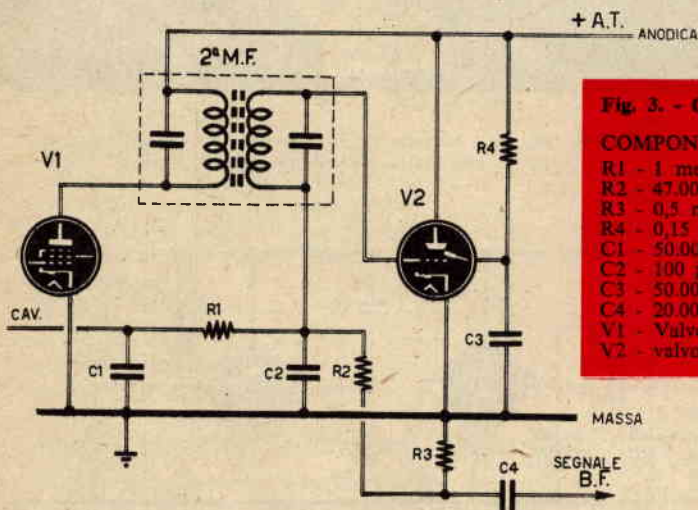 + A.T.
ANODICA
2ª M.F.
V1
V2
R4
CAV.
R1
C1
C2
R2
C3
MASSA
R3
C4
SEGNALE
B.F.
Fig. 3. -
COMPON
R1 - 1
R2 - 47.00
R3 - 0,5
R4 - 0,15
C1 - 50.00
C2 - 100
C3 - 50.00
C4 - 20.00
V1 - Valv
V2 - valv